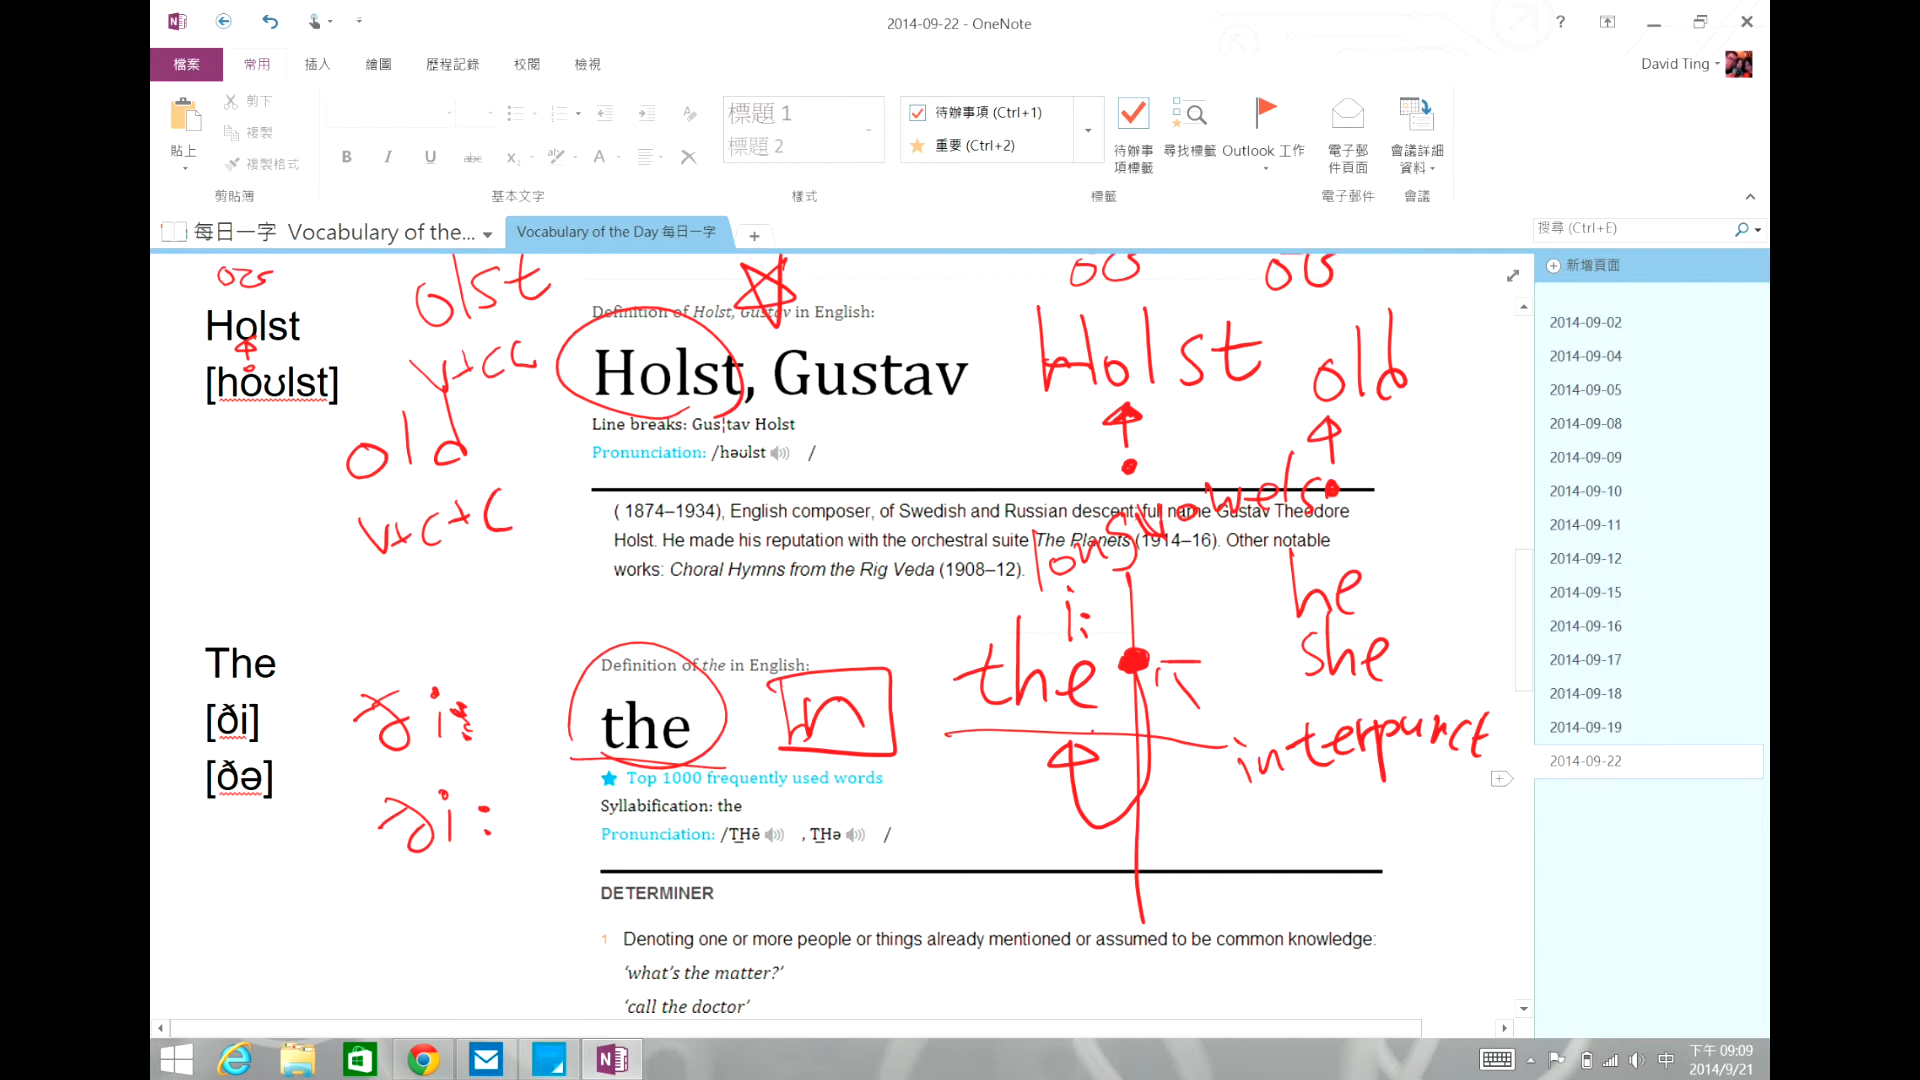 2014-09-22 - OneNote
檔案 常用 插入 繪圖 歷程記錄 校閱 檢視
David Ting
貼上
剪下
複製
複製格式
剪貼簿
B I U abc X₂ A
基本文字
標題 1
標題 2
樣式
待辦事項 (Ctrl+1)
重要 (Ctrl+2)
待辦事項標籤
尋找標籤
Outlook 工作
標籤
電子郵件頁面
電子郵件
會議詳細資料
會議
每日一字 Vocabulary of the...
Vocabulary of the Day 每日一字
搜尋 (Ctrl+E)
新增頁面
2014-09-02
2014-09-04
2014-09-05
2014-09-08
2014-09-09
2014-09-10
2014-09-11
2014-09-12
2014-09-15
2014-09-16
2014-09-17
2014-09-18
2014-09-19
2014-09-22
Holst
[hoʊlst]
olst
V+CC
old
V+C+C
Definition of Holst, Gustav in English:
Holst, Gustav
Line breaks: Gus¦tav Holst
Pronunciation: /həʊlst /
Holst
old
( 1874–1934), English composer, of Swedish and Russian descent; full name Gustav Theodore
Holst. He made his reputation with the orchestral suite The Planets (1914–16). Other notable
works: Choral Hymns from the Rig Veda (1908–12).
long vowels
he
she
The
[ði]
[ðə]
ði:
ði:
Definition of the in English:
the
n
i:
the
interpunct
Top 1000 frequently used words
Syllabification: the
Pronunciation: /T͟Hē , T͟Hə /
DETERMINER
1 Denoting one or more people or things already mentioned or assumed to be common knowledge:
‘what’s the matter?’
‘call the doctor’
中
下午 09:09
2014/9/21